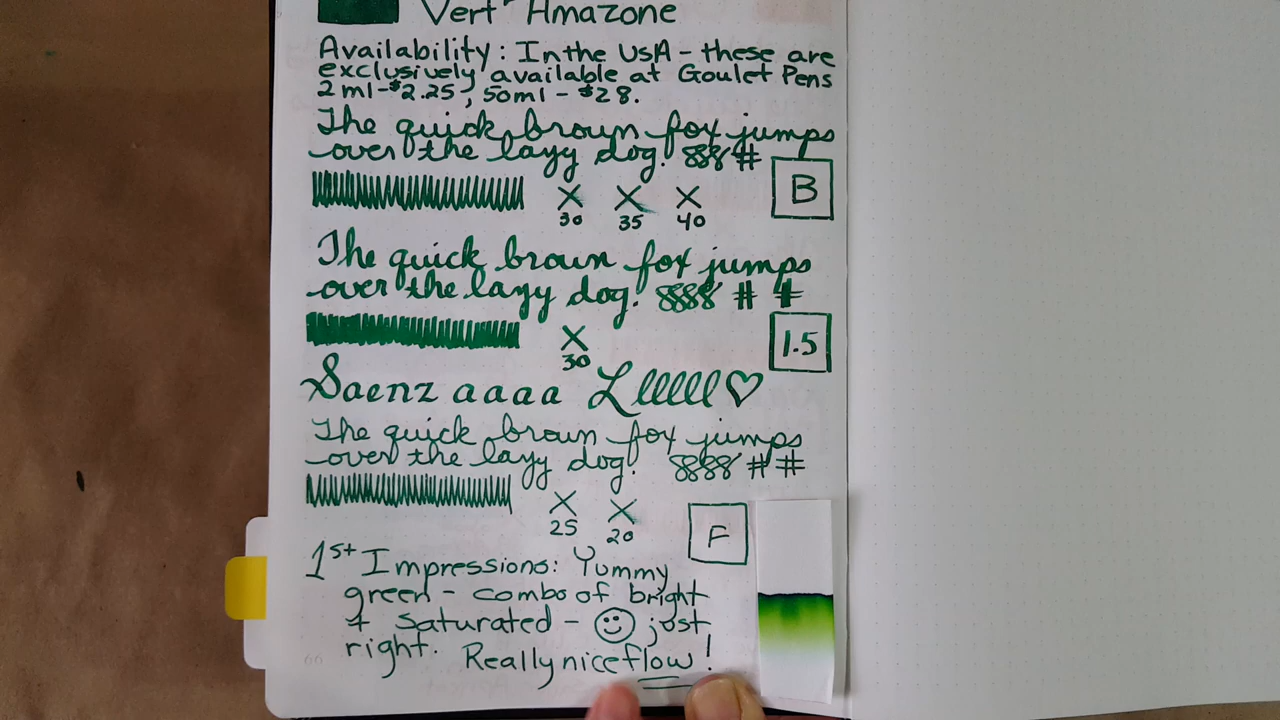 Vert Amazone
Availability: In the USA - these are
exclusively available at Goulet Pens
2ml-$2.25, 50ml - $28.
The quick brown fox jumps
over the lazy dog. 888 #
B
X X X
30 35 40
The quick brown fox jumps
over the lazy dog. 8888 # #
1.5
X
30
Saenz aaaa Llllll♡
The quick brown fox jumps
over the lazy dog. 8888 # #
X X
25 20
F
1st Impressions: Yummy
green - combo of bright
+ saturated - ☺ just
right. Really nice flow!